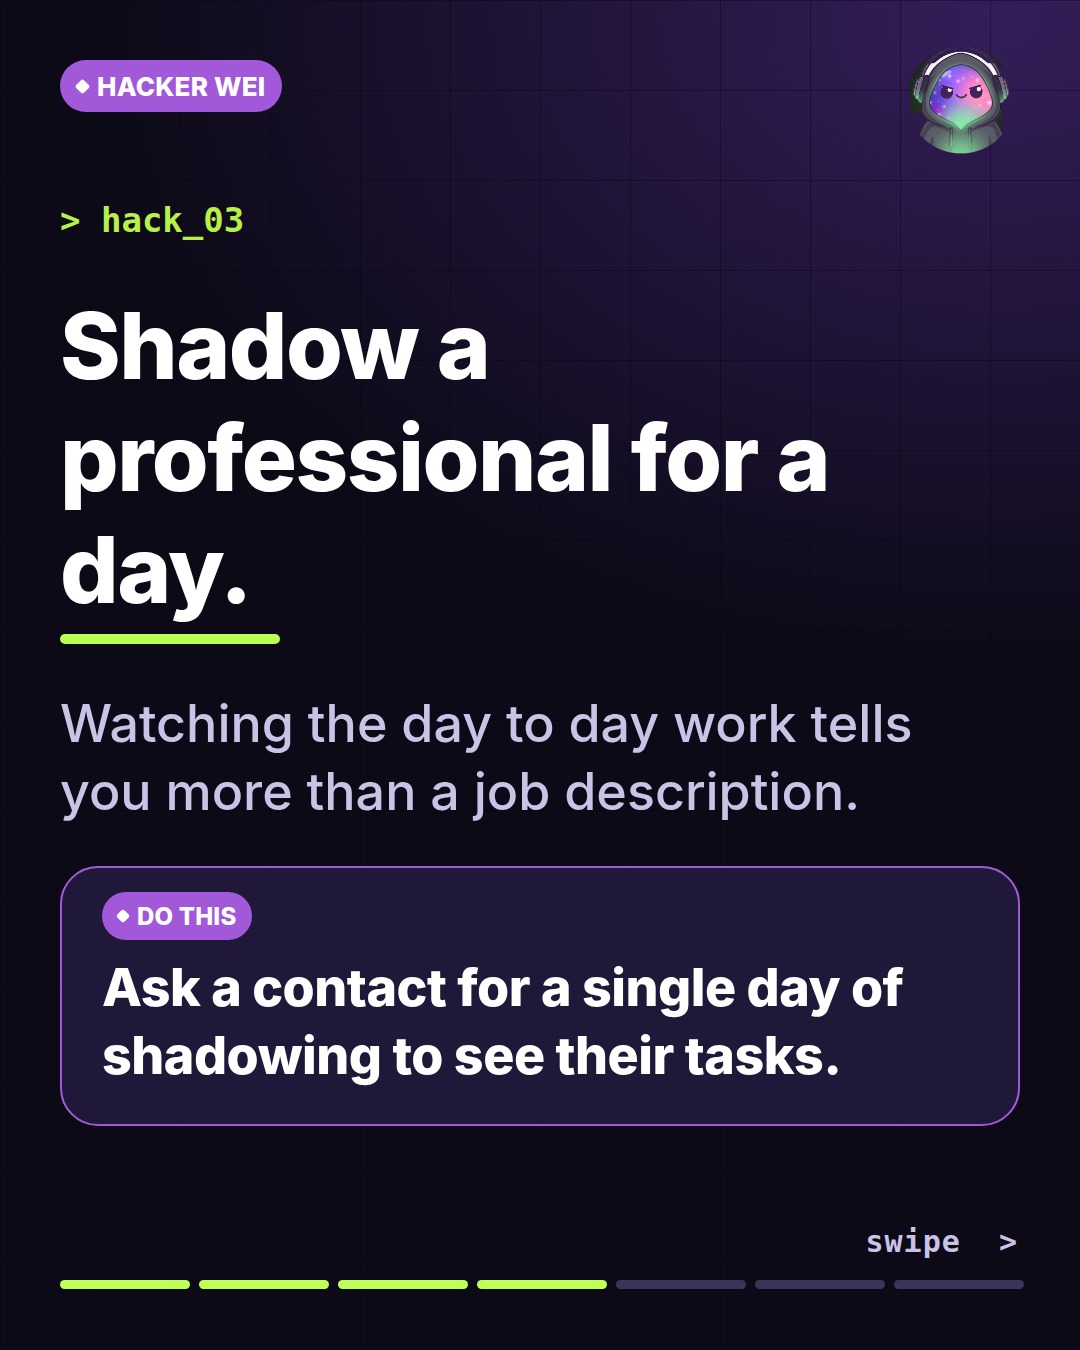 HACKER WEI
> hack_03
Shadow a
professional for a
day.
Watching the day to day work tells
you more than a job description.
DO THIS
Ask a contact for a single day of
shadowing to see their tasks.
swipe >